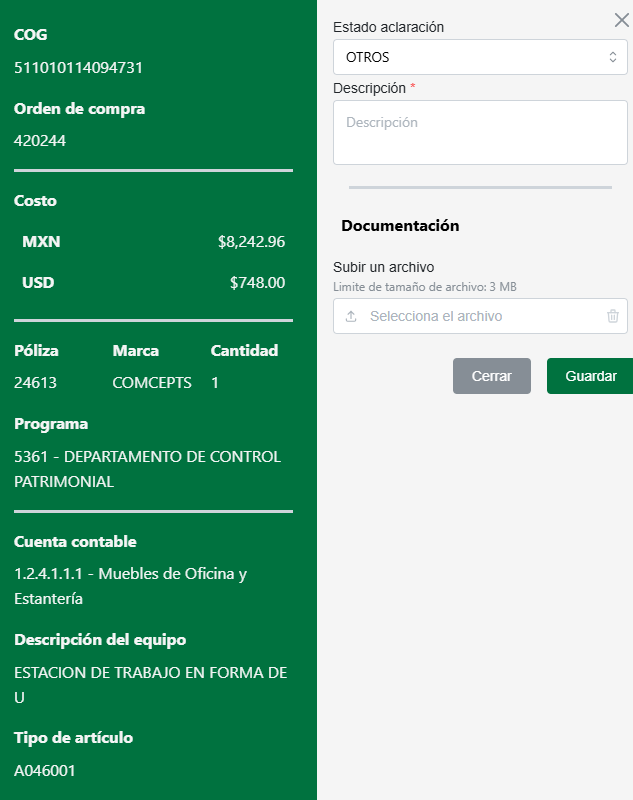 COG
511010114094731
Orden de compra
420244
Costo
MXN $8,242.96
USD $748.00
Póliza Marca Cantidad
24613 COMCEPTS 1
Programa
5361 - DEPARTAMENTO DE CONTROL
PATRIMONIAL
Cuenta contable
1.2.4.1.1.1 - Muebles de Oficina y
Estantería
Descripción del equipo
ESTACION DE TRABAJO EN FORMA DE
U
Tipo de artículo
A046001
Estado aclaración
OTROS
Descripción *
Descripción
Documentación
Subir un archivo
Limite de tamaño de archivo: 3 MB
Selecciona el archivo
Cerrar Guardar